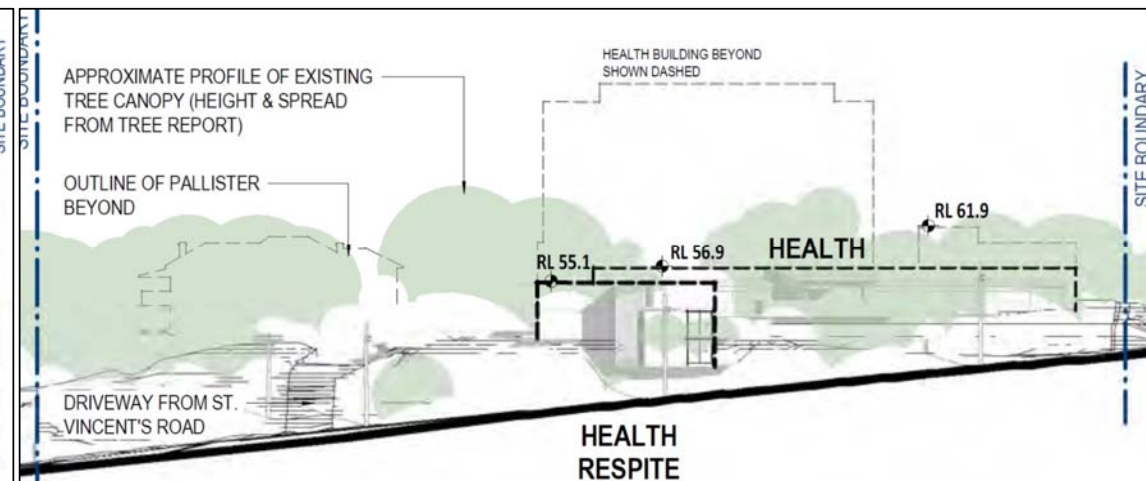 SITE BOUNDARY
SITE BOUNDARY
APPROXIMATE PROFILE OF EXISTING
TREE CANOPY (HEIGHT & SPREAD
FROM TREE REPORT)
HEALTH BUILDING BEYOND
SHOWN DASHED
SITE BOUNDARY
OUTLINE OF PALLISTER
BEYOND
RL 61.9
RL 55.1
RL 56.9
HEALTH
DRIVEWAY FROM ST.
VINCENT'S ROAD
HEALTH
RESPITE